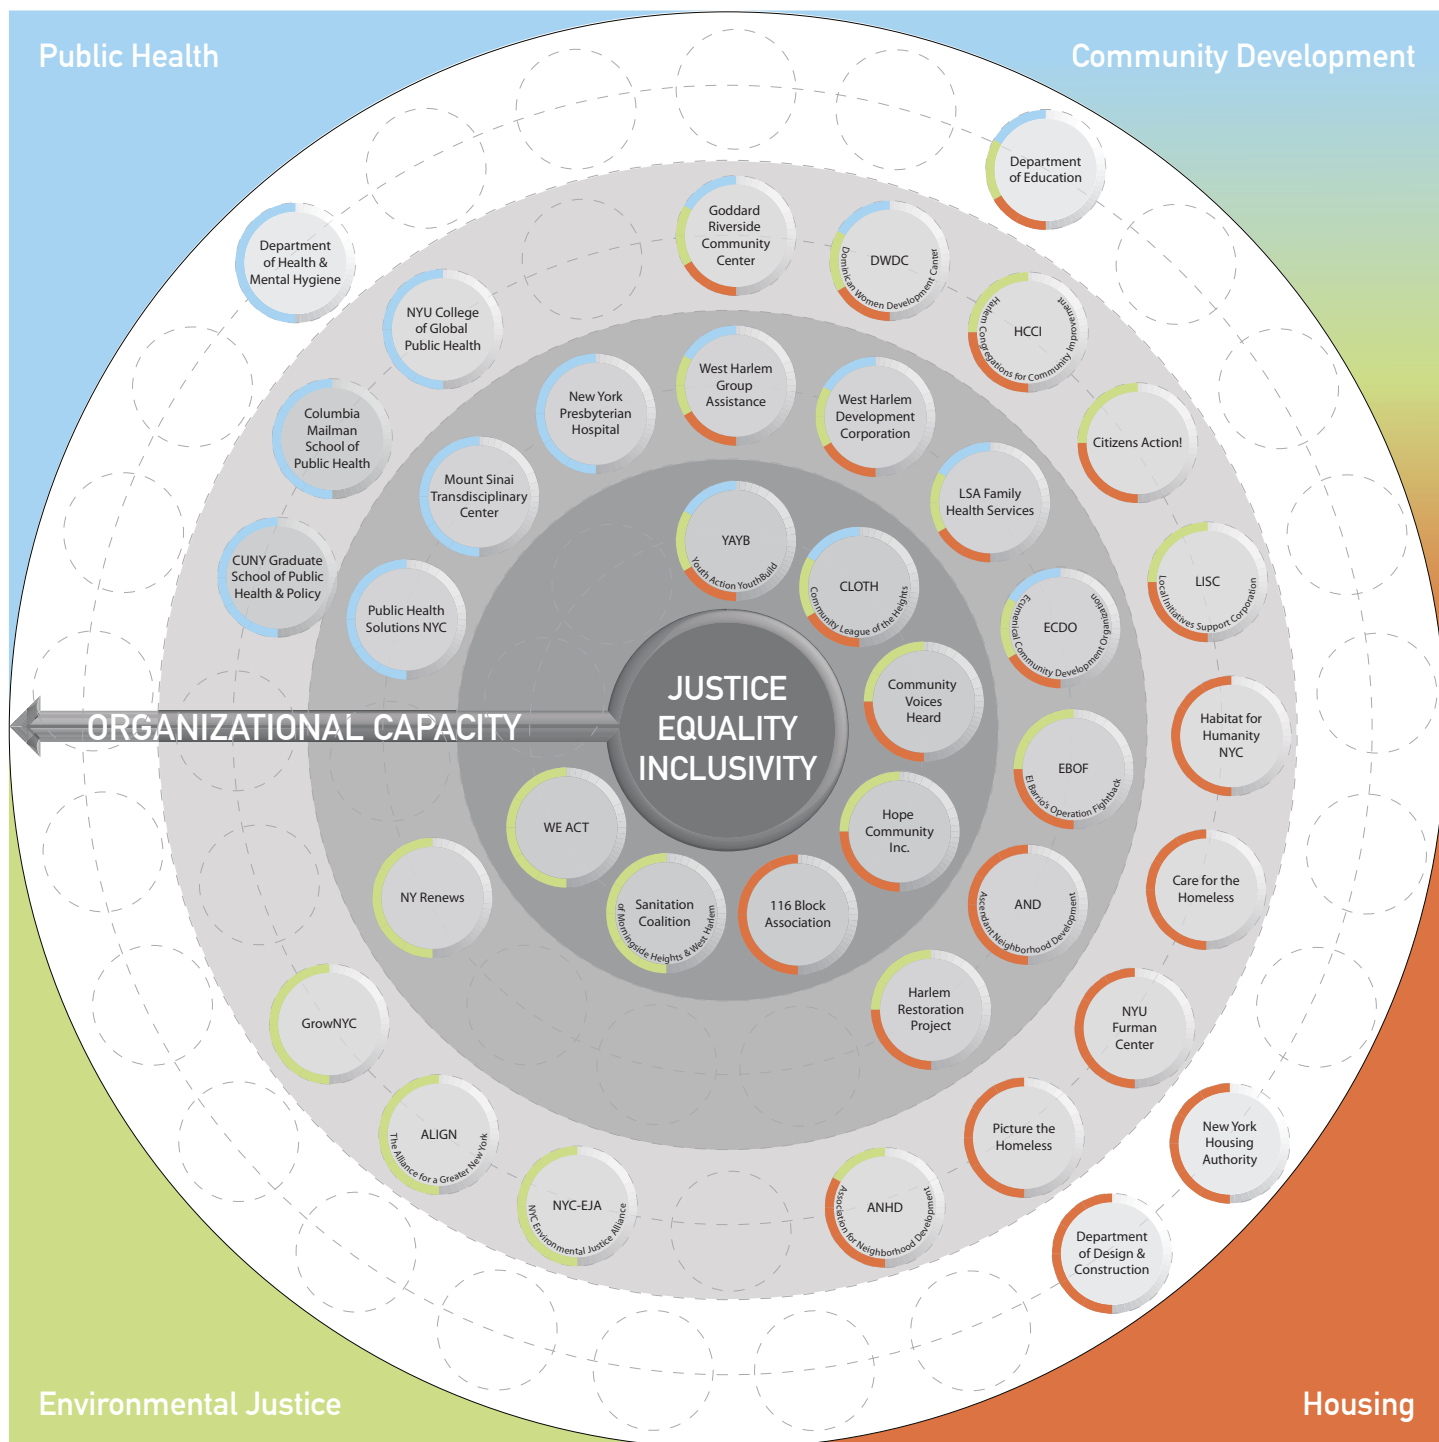 Public Health
Community Development
Department
of Education
Goddard
Riverside
Community
Center
DWDC
Dominican Women Development Canter
Department
of Health &
Mental Hygiene
NYU College
of Global
Public Health
HCCI
Harlem Congregations for Community Improvement
West Harlem
Group
Assistance
New York
Presbyterian
Hospital
West Harlem
Development
Corporation
Columbia
Mailman
School of
Public Health
Citizens Action!
Mount Sinai
Transdisciplinary
Center
LSA Family
Health Services
YAYB
Youth Action YouthBuild
CUNY Graduate
School of Public
Health & Policy
CLOTH
Community League of the Heights
LISC
Local Initiatives Support Corporation
Public Health
Solutions NYC
ECDO
Ecumenical Community Development Organization
Community
Voices
Heard
JUSTICE
EQUALITY
INCLUSIVITY
ORGANIZATIONAL CAPACITY
Habitat for
Humanity
NYC
EBOF
El Barrio's Operation Fightback
WE ACT
Hope
Community
Inc.
NY Renews
Sanitation
Coalition
of Morningside Heights & West Harlem
116 Block
Association
AND
Ascendant Neighborhood Development
Care for the
Homeless
GrowNYC
Harlem
Restoration
Project
NYU
Furman
Center
ALIGN
The Alliance for a Greater New York
Picture the
Homeless
New York
Housing
Authority
NYC-EJA
NYC Environmental Justice Alliance
ANHD
Association for Neighborhood Development
Department
of Design &
Construction
Environmental Justice
Housing